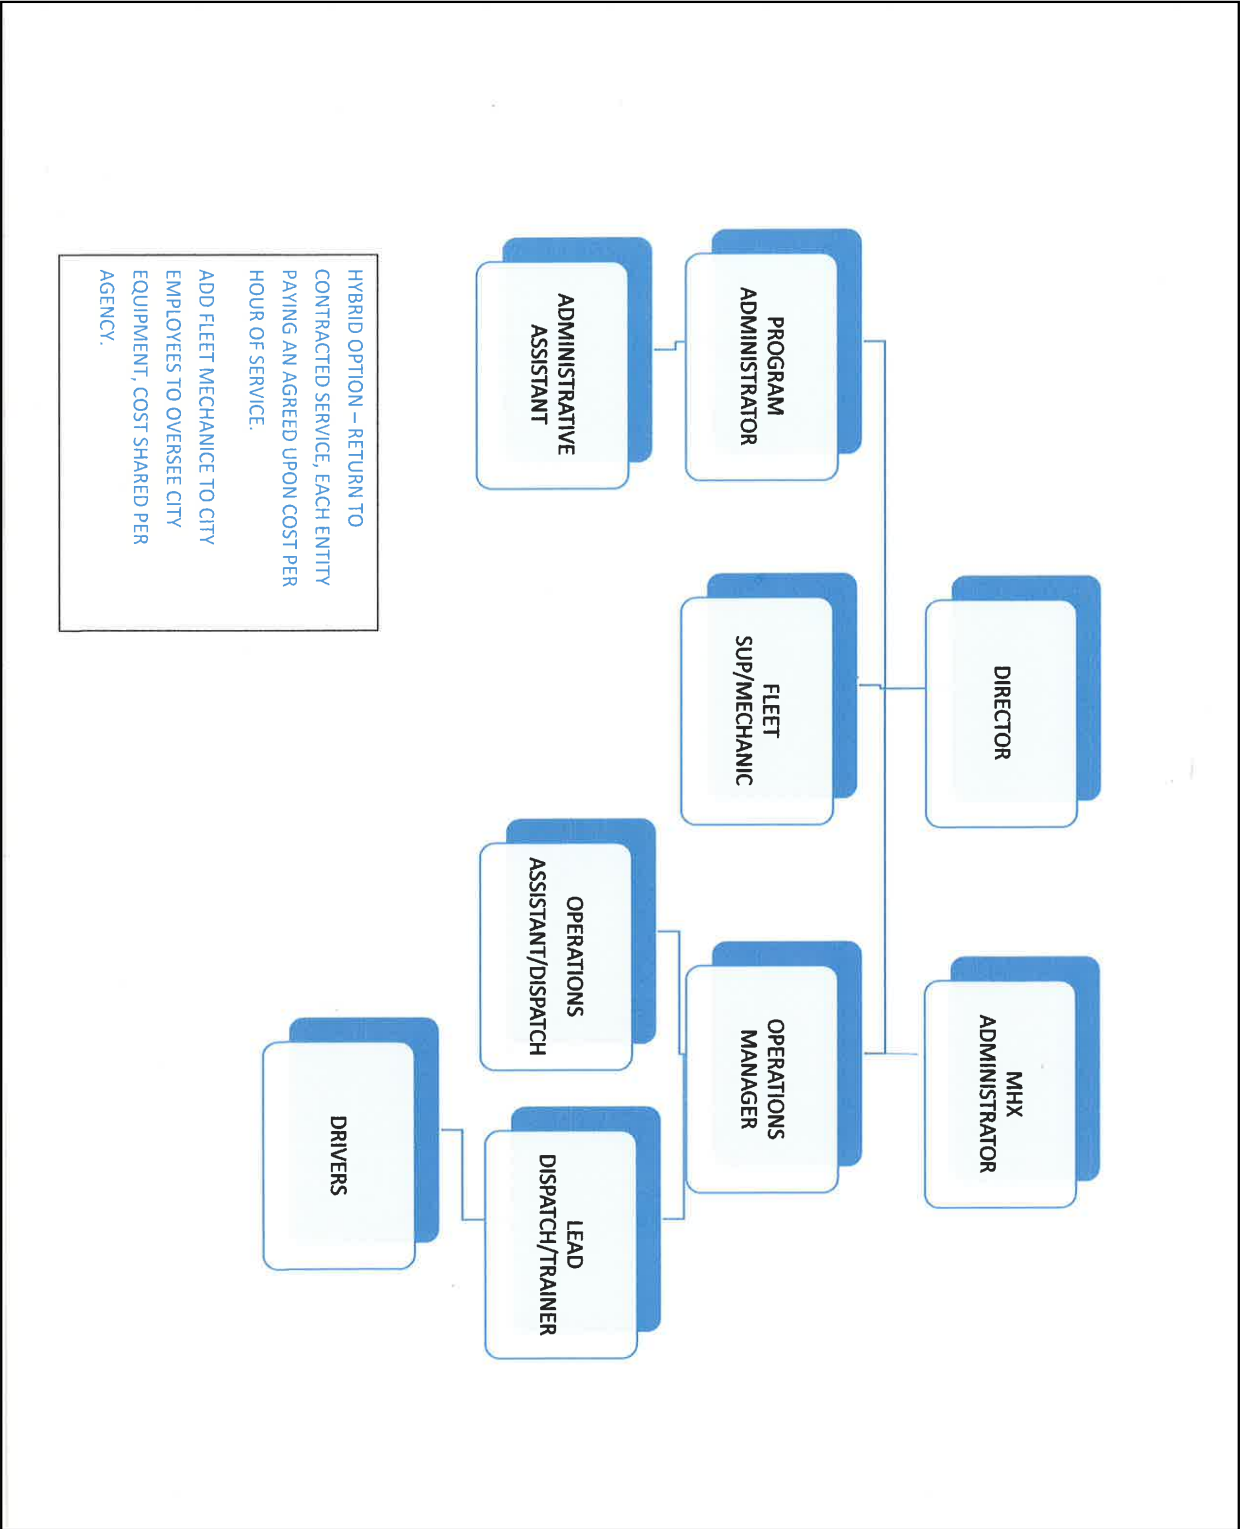 DIRECTOR
MHX
ADMINISTRATOR
PROGRAM
ADMINISTRATOR
FLEET
SUP/MECHANIC
OPERATIONS
MANAGER
ADMINISTRATIVE
ASSISTANT
OPERATIONS
ASSISTANT/DISPATCH
LEAD
DISPATCH/TRAINER
DRIVERS
HYBRID OPTION – RETURN TO
CONTRACTED SERVICE, EACH ENTITY
PAYING AN AGREED UPON COST PER
HOUR OF SERVICE.
ADD FLEET MECHANICE TO CITY
EMPLOYEES TO OVERSEE CITY
EQUIPMENT, COST SHARED PER
AGENCY.